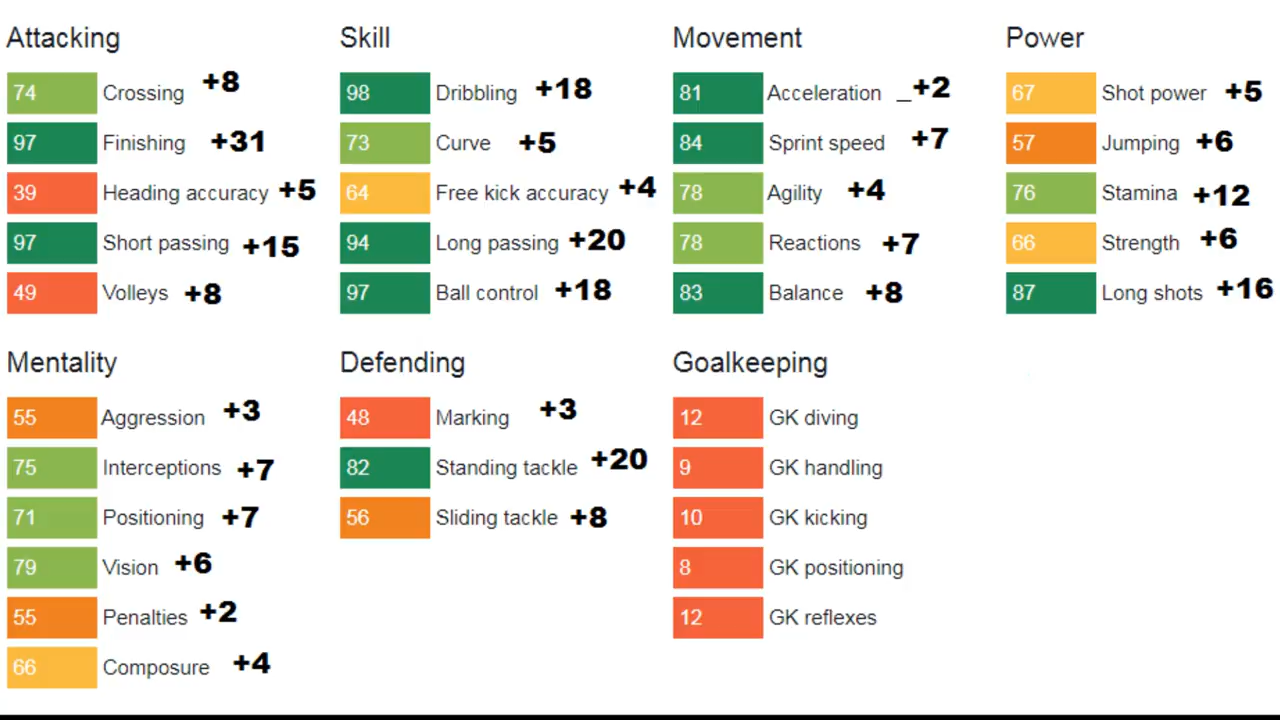 Attacking
74 Crossing +8
97 Finishing +31
39 Heading accuracy +5
97 Short passing +15
49 Volleys +8
Skill
98 Dribbling +18
73 Curve +5
64 Free kick accuracy +4
94 Long passing +20
97 Ball control +18
Movement
81 Acceleration _+2
84 Sprint speed +7
78 Agility +4
78 Reactions +7
83 Balance +8
Power
67 Shot power +5
57 Jumping +6
76 Stamina +12
66 Strength +6
87 Long shots +16
Mentality
55 Aggression +3
75 Interceptions +7
71 Positioning +7
79 Vision +6
55 Penalties +2
66 Composure +4
Defending
48 Marking +3
82 Standing tackle +20
56 Sliding tackle +8
Goalkeeping
12 GK diving
9 GK handling
10 GK kicking
8 GK positioning
12 GK reflexes